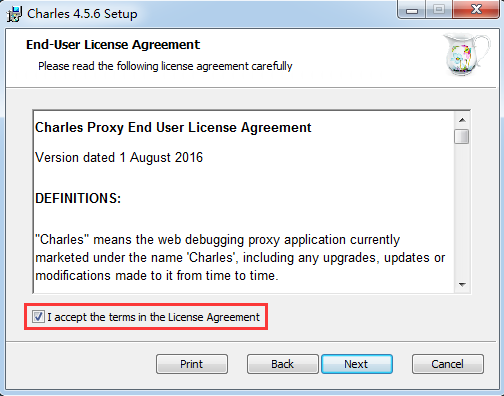 Charles 4.5.6 Setup
End-User License Agreement
Please read the following license agreement carefully
Charles Proxy End User License Agreement
Version dated 1 August 2016
DEFINITIONS:
"Charles" means the web debugging proxy application currently
marketed under the name 'Charles', including any upgrades, updates or
modifications made to it from time to time.
I accept the terms in the License Agreement
Print
Back
Next
Cancel